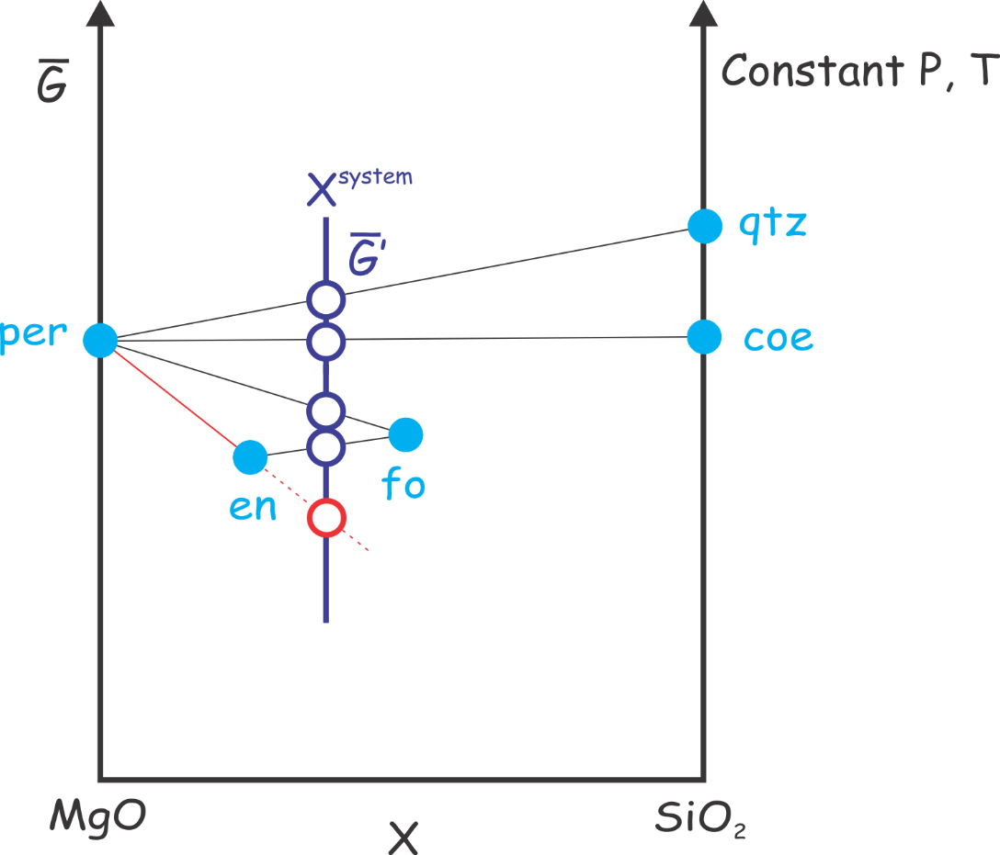 G̅
Constant P, T
Xsystem
G̅'
qtz
per
coe
en
fo
MgO
X
SiO₂